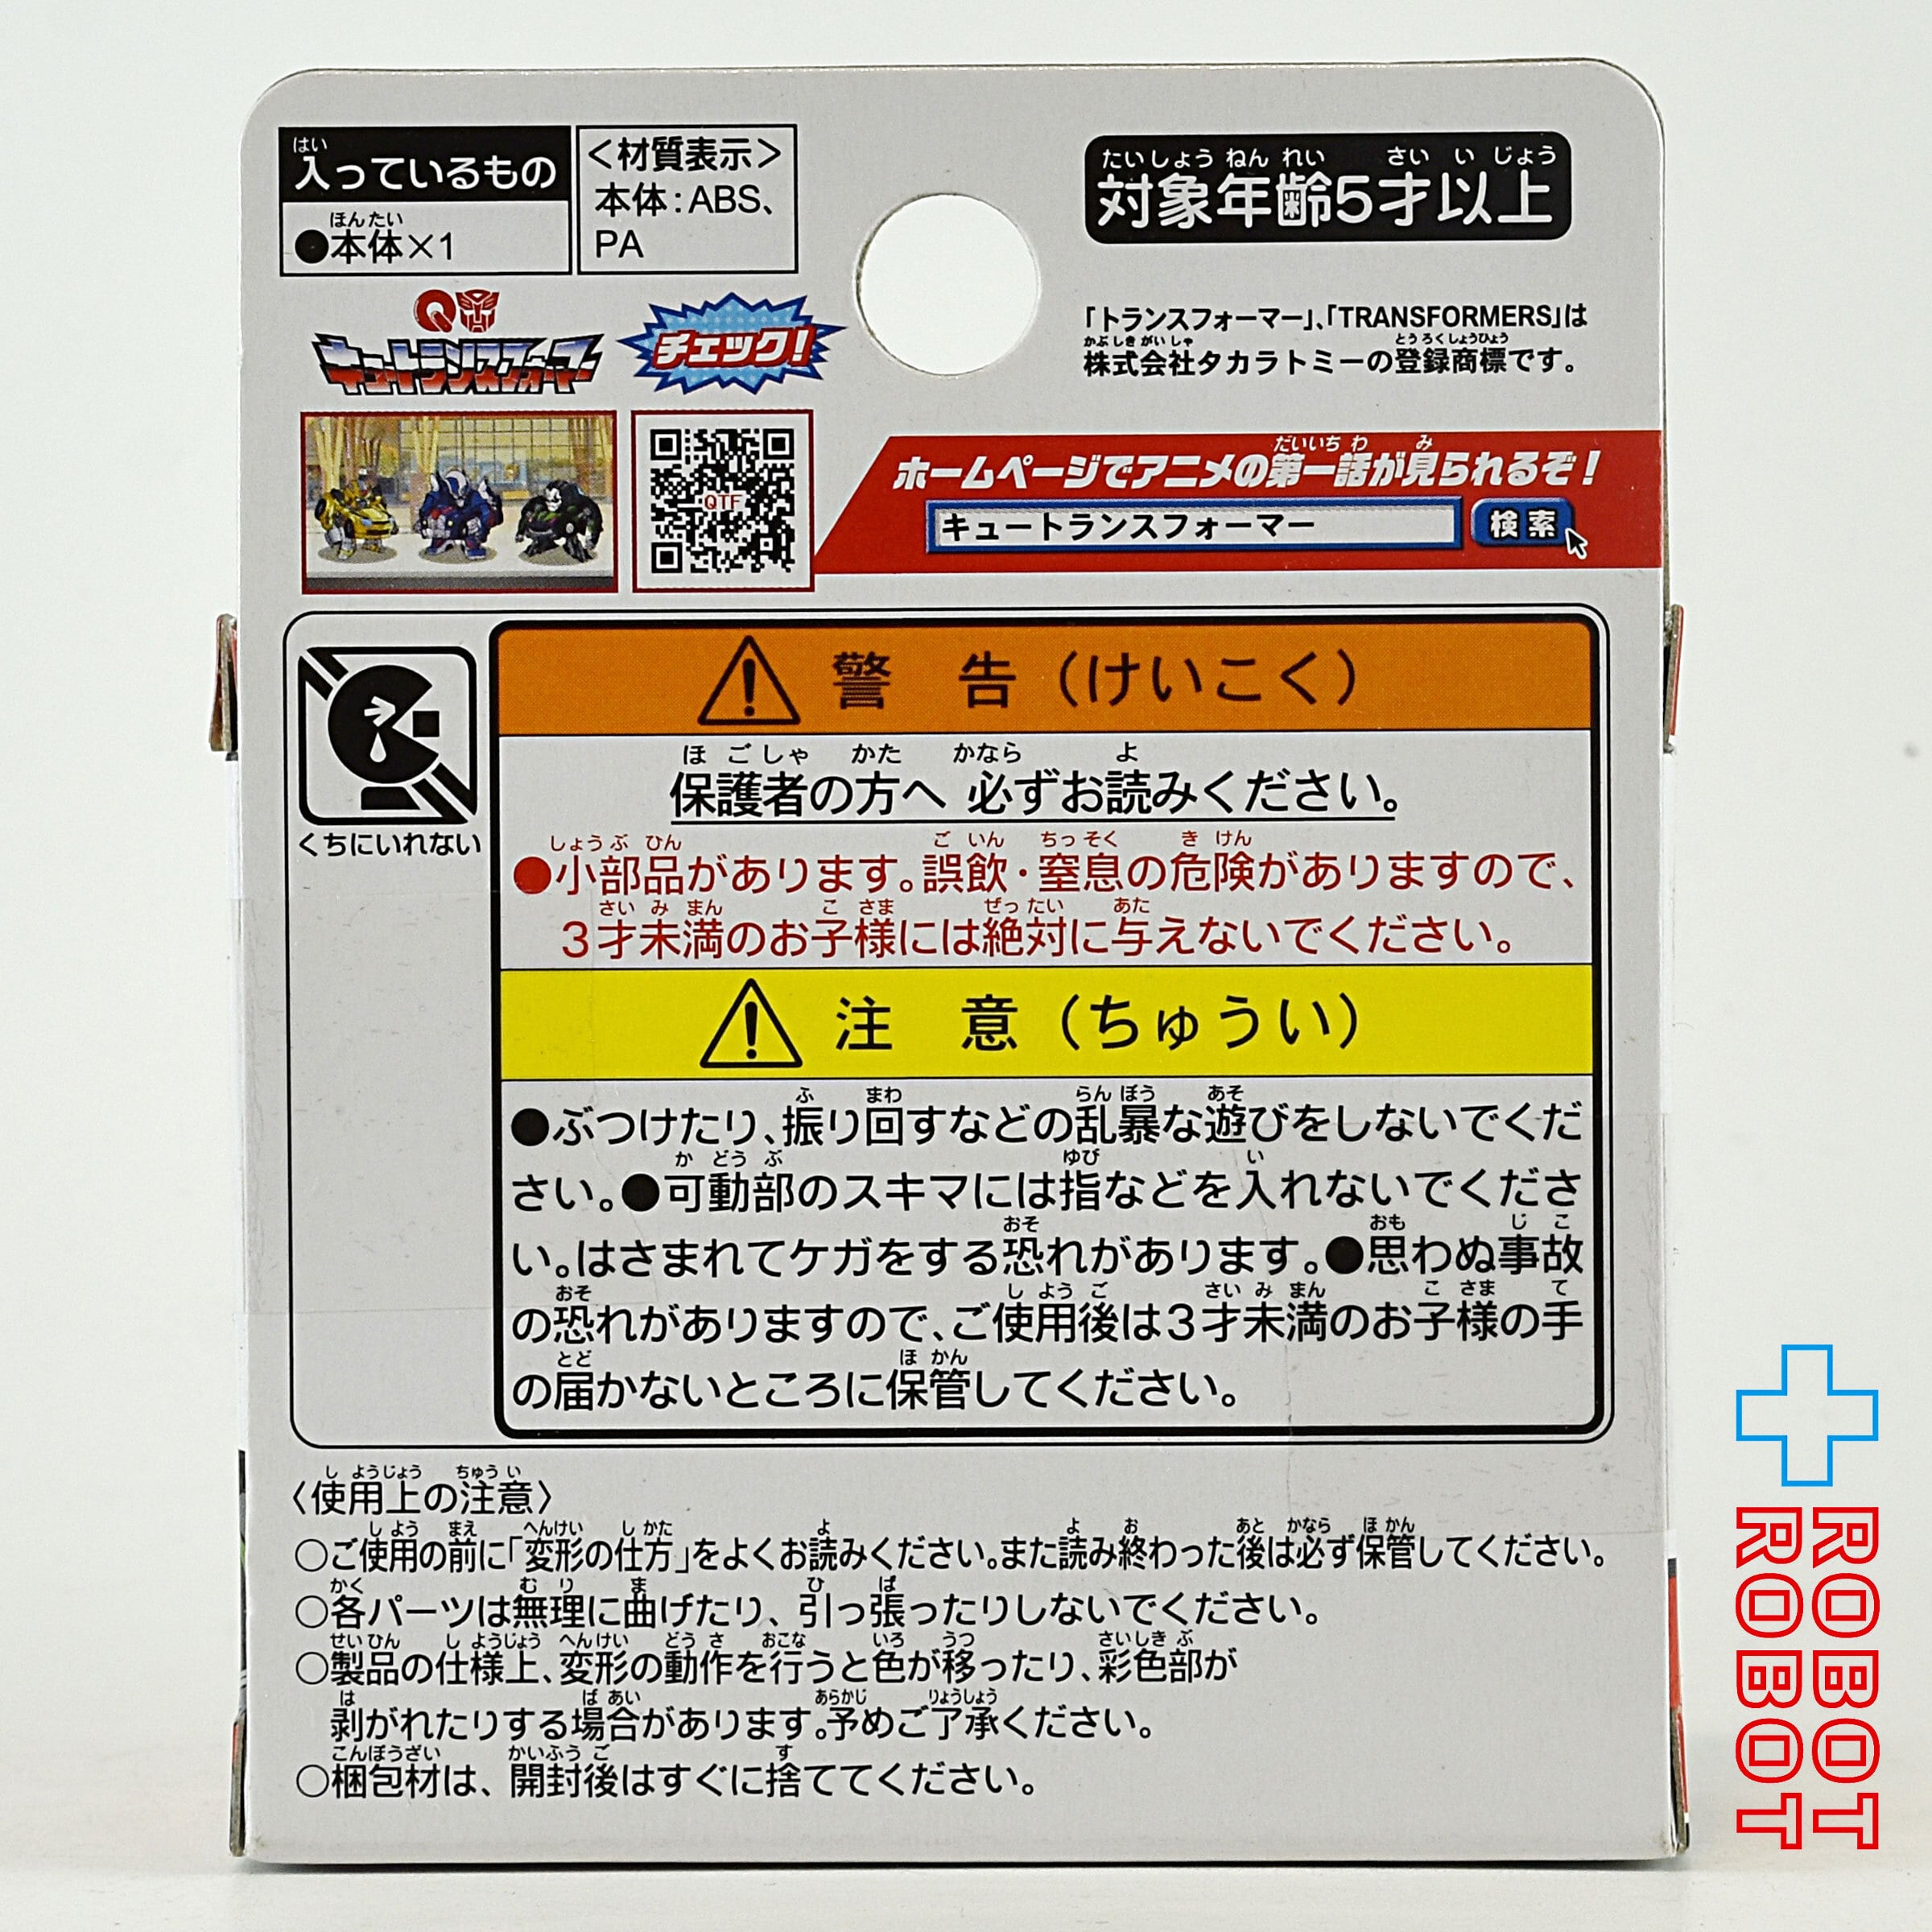 はい
入っているもの
ほんたい
●本体×1
＜材質表示＞
本体:ABS、
PA
たいしょう ねん れい さい い じょう
対象年齢5才以上
Q
キュートランスフォーマー
チェック!
「トランスフォーマー」、「TRANSFORMERS」は
かぶしきがいしゃ とうろくしょうひょう
株式会社タカラトミーの登録商標です。
QTF
だいいち わ み
ホームページでアニメの第一話が見られるぞ!
キュートランスフォーマー
検索
くちにいれない
警 告（けいこく）
ほ ご しゃ かた かなら よ
保護者の方へ 必ずお読みください。
しょう ぶ ひん ご いん ちっ そく き けん
●小部品があります。誤飲・窒息の危険がありますので、
さい み まん こ さま ぜっ たい あた
3才未満のお子様には絶対に与えないでください。
注 意（ちゅうい）
ふ まわ らん ぼう あそ
●ぶつけたり、振り回すなどの乱暴な遊びをしないでくだ
か どう ぶ ゆび い
さい。●可動部のスキマには指などを入れないでくださ
おそ おも じ こ
い。はさまれてケガをする恐れがあります。●思わぬ事故
おそ し よう ご さい み まん こ さま て
の恐れがありますので、ご使用後は3才未満のお子様の手
とど ほ かん
の届かないところに保管してください。
し ようじょう ちゅう い
〈使用上の注意〉
し よう まえ へんけい し かた よ よ お あと かなら ほ かん
○ご使用の前に「変形の仕方」をよくお読みください。また読み終わった後は必ず保管してください。
かく む り ま ひ ぱ
○各パーツは無理に曲げたり、引っ張ったりしないでください。
せいひん し ようじょう へんけい どう さ おこな いろ うつ さいしき ぶ
○製品の仕様上、変形の動作を行うと色が移ったり、彩色部が
は ば あい あらかじ りょうしょう
剥がれたりする場合があります。予めご了承ください。
こんぽうざい かいふう ご す
○梱包材は、開封後はすぐに捨ててください。
ROBOT
ROBOT